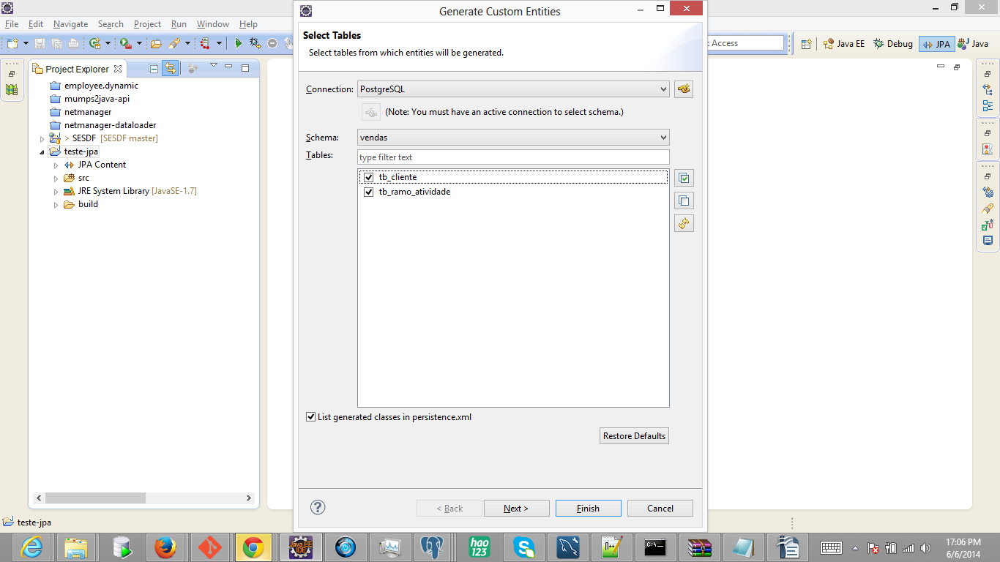 Generate Custom Entities
File Edit Navigate Search Project Run Window Help
Access
Java EE
Debug
JPA
Java
Project Explorer
employee.dynamic
mumps2java-api
netmanager
netmanager-dataloader
> SESDF [SESDF master]
teste-jpa
JPA Content
src
JRE System Library [JavaSE-1.7]
build
Select Tables
Select tables from which entities will be generated.
Connection: PostgreSQL
(Note: You must have an active connection to select schema.)
Schema: vendas
Tables: type filter text
tb_cliente
tb_ramo_atividade
List generated classes in persistence.xml
Restore Defaults
?
< Back Next > Finish Cancel
teste-jpa
Java EE
IDE
hao
123
C:\_
17:06 PM
6/6/2014